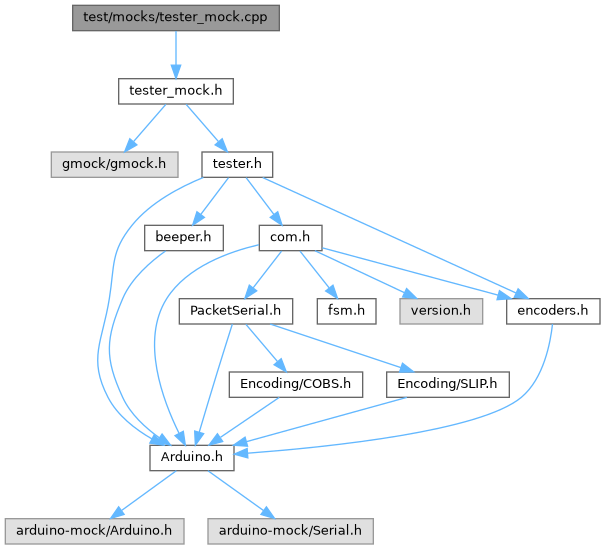 test/mocks/tester_mock.cpp
tester_mock.h
gmock/gmock.h
tester.h
beeper.h
com.h
PacketSerial.h
fsm.h
version.h
encoders.h
Encoding/COBS.h
Encoding/SLIP.h
Arduino.h
arduino-mock/Arduino.h
arduino-mock/Serial.h